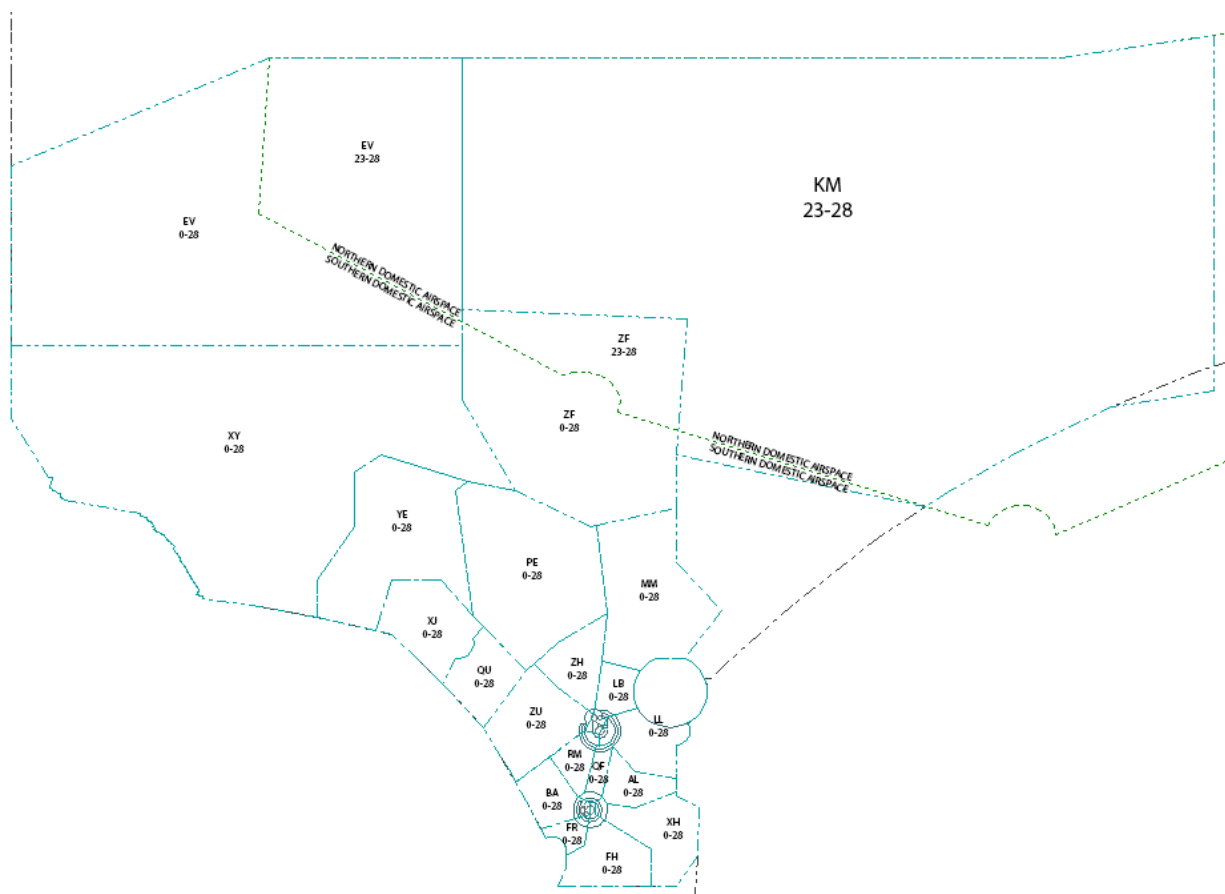 EV
23-28
KM
23-28
EV
0-28
NORTHERN DOMESTIC AIRSPACE
SOUTHERN DOMESTIC AIRSPACE
ZF
23-28
ZF
0-28
XY
0-28
NORTHERN DOMESTIC AIRSPACE
SOUTHERN DOMESTIC AIRSPACE
YE
0-28
PE
0-28
MM
0-28
XJ
0-28
ZH
0-28
QU
0-28
LB
0-28
ZU
0-28
LL
0-28
RM
0-28
QF
0-28
AL
0-28
BA
0-28
XH
0-28
FR
0-28
FH
0-28